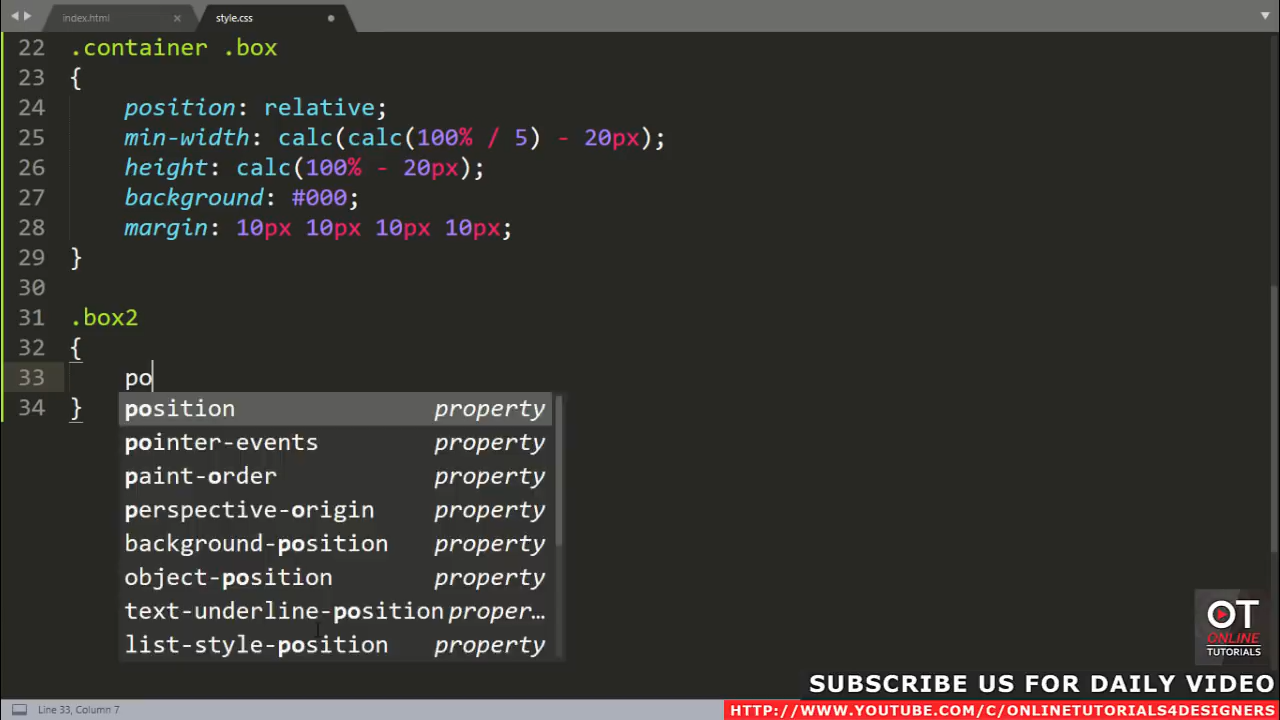 index.html × style.css
22 .container .box
23 {
24 position: relative;
25 min-width: calc(calc(100% / 5) - 20px);
26 height: calc(100% - 20px);
27 background: #000;
28 margin: 10px 10px 10px 10px;
29 }
30
31 .box2
32 {
33 po
34 }
position property
pointer-events property
paint-order property
perspective-origin property
background-position property
object-position property
text-underline-position proper…
list-style-position property
OT
ONLINE
TUTORIALS
SUBSCRIBE US FOR DAILY VIDEO
HTTP://WWW.YOUTUBE.COM/C/ONLINETUTORIALS4DESIGNERS
Line 33, Column 7